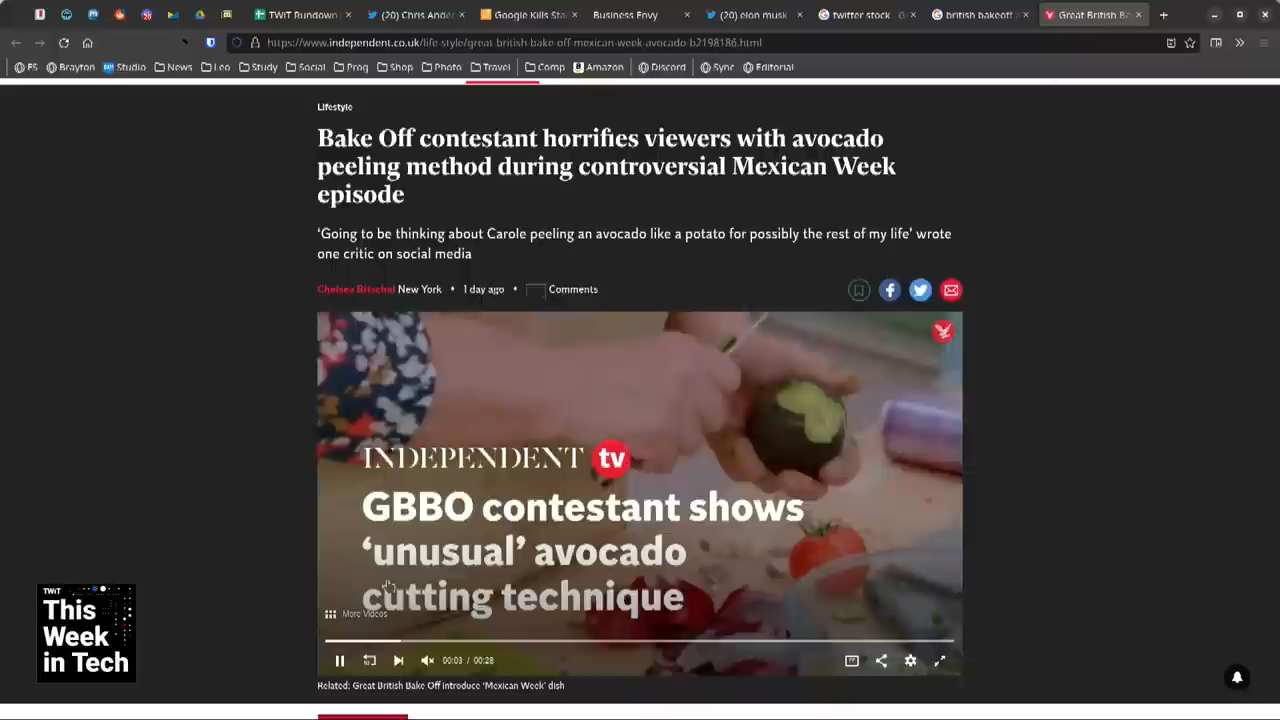 TWiT Rundown
(20) Chris Ander
Google Kills Sta
Business Envy
(20) elon musk
twitter stock
british bakeoff
Great British Ba
https://www.independent.co.uk/life-style/great-british-bake-off-mexican-week-avocado-b2198186.html
Brayton
Studio
News
Leo
Study
Social
Prog
Shop
Photo
Travel
Comp
Amazon
Discord
Sync
Editorial
Lifestyle
Bake Off contestant horrifies viewers with avocado
peeling method during controversial Mexican Week
episode
‘Going to be thinking about Carole peeling an avocado like a potato for possibly the rest of my life’ wrote
one critic on social media
Chelsea Ritschel New York • 1 day ago • Comments
INDEPENDENT tv
GBBO contestant shows
‘unusual’ avocado
cutting technique
More Videos
00:03 / 00:28
Related: Great British Bake Off introduce ‘Mexican Week’ dish
TWiT
This
Week
in Tech